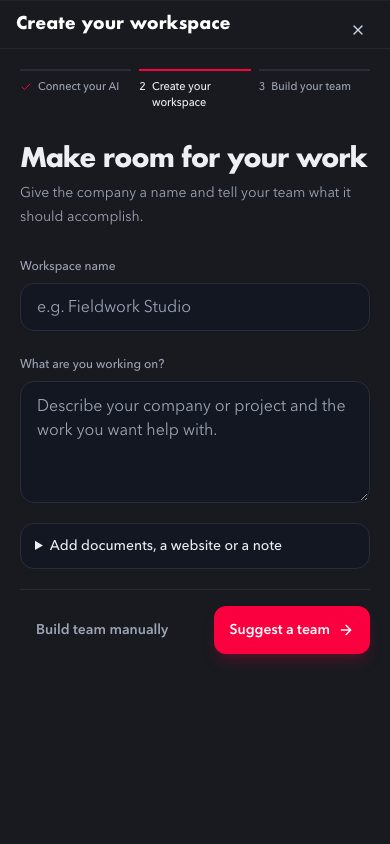 Create your workspace
Connect your AI
2 Create your
workspace
3 Build your team
Make room for your work
Give the company a name and tell your team what it
should accomplish.
Workspace name
e.g. Fieldwork Studio
What are you working on?
Describe your company or project and the
work you want help with.
Add documents, a website or a note
Build team manually
Suggest a team →